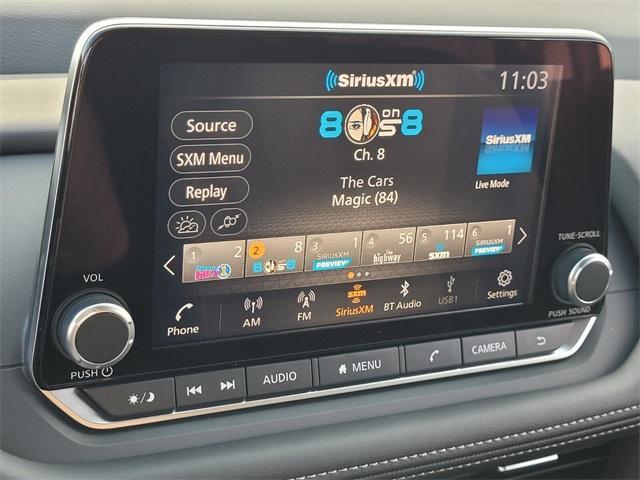 SiriusXM
11:03
Source
80s on 8
SiriusXM
Ch. 8
SXM Menu
The Cars
Live Mode
Replay
Magic (84)
TUNE·SCROLL
1 2
2 8
3 1
4 56
5 114
6 1
SIRIUSXM PREVIEW
the highway
sxm
SIRIUSXM PREVIEW
VOL
Phone
AM
FM
SiriusXM
BT Audio
USB1
Settings
PUSH SOUND
PUSH
AUDIO
MENU
CAMERA